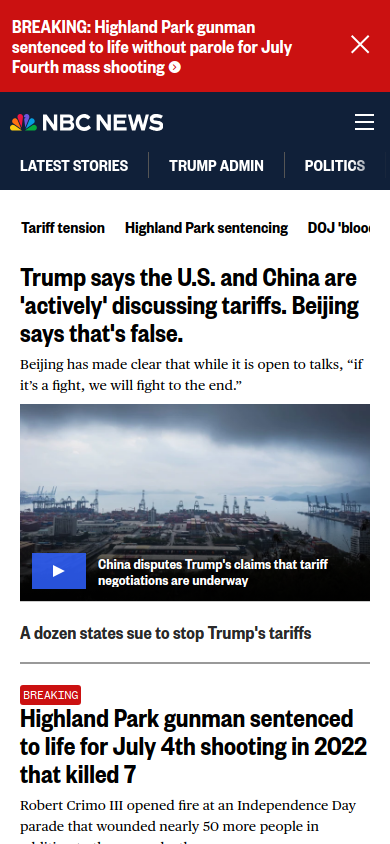 BREAKING: Highland Park gunman
sentenced to life without parole for July
Fourth mass shooting
NBC NEWS
LATEST STORIES
TRUMP ADMIN
POLITICS
Tariff tension
Highland Park sentencing
DOJ 'bloo
Trump says the U.S. and China are
'actively' discussing tariffs. Beijing
says that's false.
Beijing has made clear that while it is open to talks, “if
it’s a fight, we will fight to the end.”
China disputes Trump's claims that tariff
negotiations are underway
A dozen states sue to stop Trump's tariffs
BREAKING
Highland Park gunman sentenced
to life for July 4th shooting in 2022
that killed 7
Robert Crimo III opened fire at an Independence Day
parade that wounded nearly 50 more people in